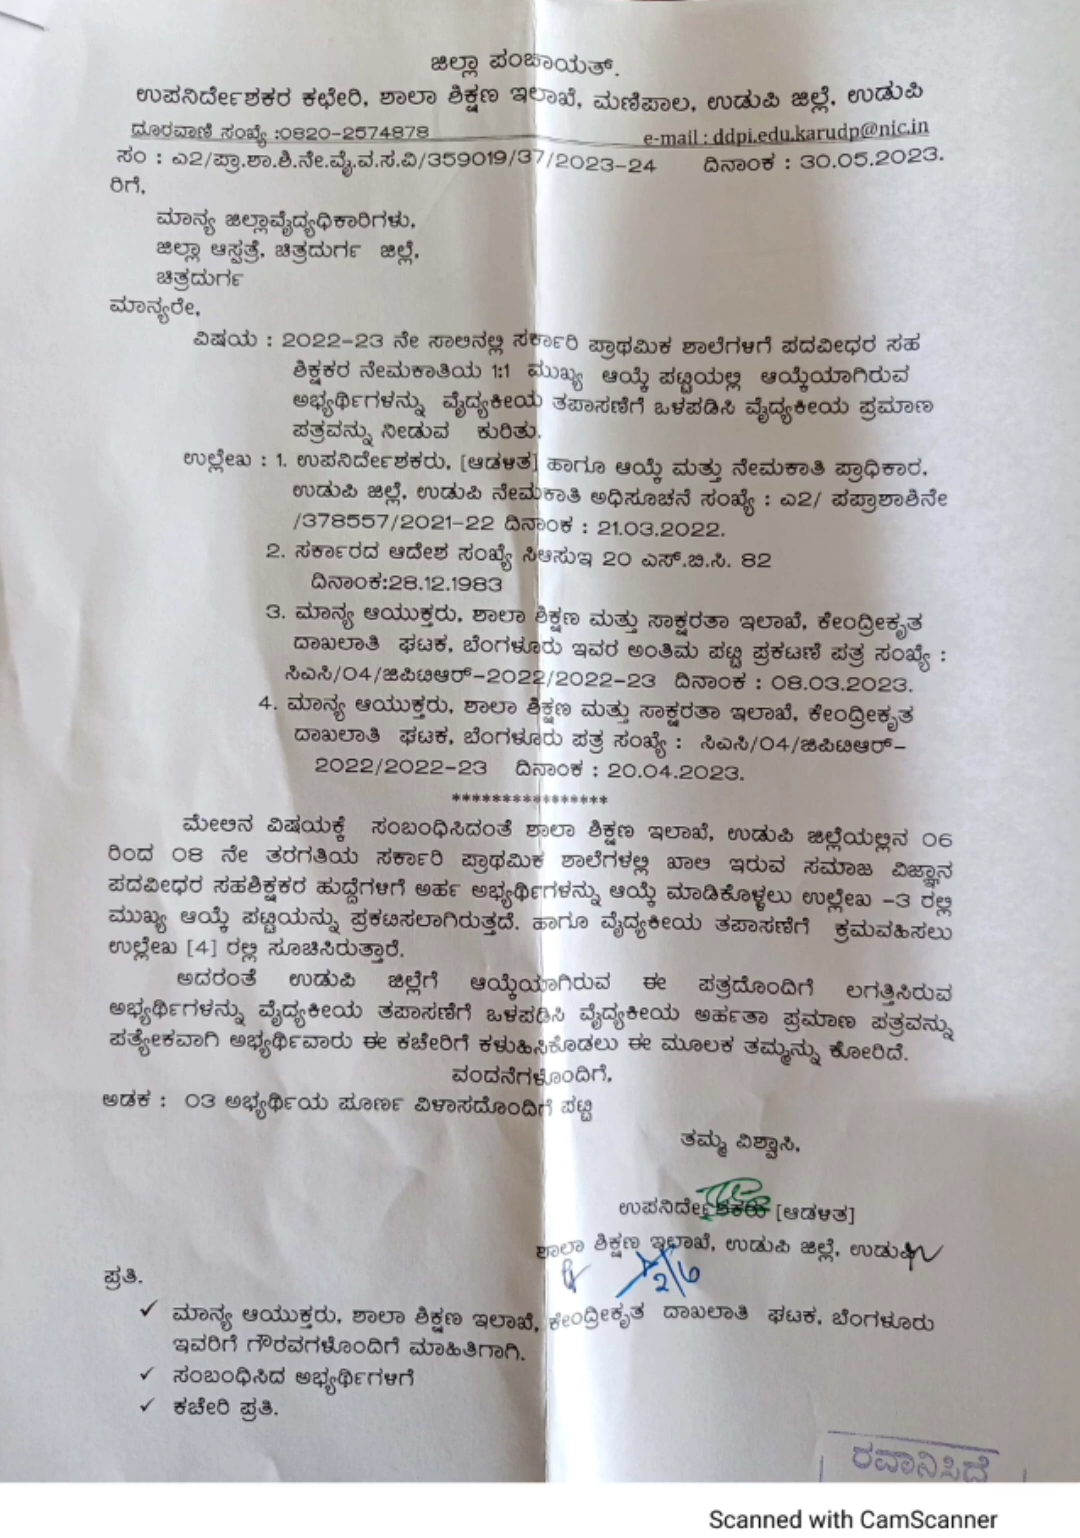 ಜಿಲ್ಲಾ ಪಂಚಾಯತ್.
ಉಪನಿರ್ದೇಶಕರ ಕಛೇರಿ, ಶಾಲಾ ಶಿಕ್ಷಣ ಇಲಾಖೆ, ಮಣಿಪಾಲ, ಉಡುಪಿ ಜಿಲ್ಲೆ, ಉಡುಪಿ
ದೂರವಾಣಿ ಸಂಖ್ಯೆ :0820-2574878 e-mail : ddpi.edu.karudp@nic.in
ಸಂ : ಎ2/ಪ್ರಾ.ಶಾ.ಶಿ.ನೇ.ವೈ.ವ.ಸ.ವಿ/359019/37/2023-24 ದಿನಾಂಕ : 30.05.2023.
ರಿಗೆ,
ಮಾನ್ಯ ಜಿಲ್ಲಾವೈದ್ಯಧಿಕಾರಿಗಳು,
ಜಿಲ್ಲಾ ಆಸ್ಪತ್ರೆ, ಚಿತ್ರದುರ್ಗ ಜಿಲ್ಲೆ,
ಚಿತ್ರದುರ್ಗ
ಮಾನ್ಯರೇ,
ವಿಷಯ : 2022-23 ನೇ ಸಾಲಿನಲ್ಲಿ ಸರ್ಕಾರಿ ಪ್ರಾಥಮಿಕ ಶಾಲೆಗಳಿಗೆ ಪದವೀಧರ ಸಹ
ಶಿಕ್ಷಕರ ನೇಮಕಾತಿಯ 1:1 ಮುಖ್ಯ ಆಯ್ಕೆ ಪಟ್ಟಿಯಲ್ಲಿ ಆಯ್ಕೆಯಾಗಿರುವ
ಅಭ್ಯರ್ಥಿಗಳನ್ನು ವೈದ್ಯಕೀಯ ತಪಾಸಣೆಗೆ ಒಳಪಡಿಸಿ ವೈದ್ಯಕೀಯ ಪ್ರಮಾಣ
ಪತ್ರವನ್ನು ನೀಡುವ ಕುರಿತು.
ಉಲ್ಲೇಖ : 1. ಉಪನಿರ್ದೇಶಕರು, [ಆಡಳಿತ] ಹಾಗೂ ಆಯ್ಕೆ ಮತ್ತು ನೇಮಕಾತಿ ಪ್ರಾಧಿಕಾರ,
ಉಡುಪಿ ಜಿಲ್ಲೆ, ಉಡುಪಿ ನೇಮಕಾತಿ ಅಧಿಸೂಚನೆ ಸಂಖ್ಯೆ : ಎ2/ ಪಪ್ರಾಶಾಶಿನೇ
/378557/2021-22 ದಿನಾಂಕ : 21.03.2022.
2. ಸರ್ಕಾರದ ಆದೇಶ ಸಂಖ್ಯೆ ಸಿಆಸುಇ 20 ಎಸ್.ಬಿ.ಸಿ. 82
ದಿನಾಂಕ:28.12.1983
3. ಮಾನ್ಯ ಆಯುಕ್ತರು, ಶಾಲಾ ಶಿಕ್ಷಣ ಮತ್ತು ಸಾಕ್ಷರತಾ ಇಲಾಖೆ, ಕೇಂದ್ರೀಕೃತ
ದಾಖಲಾತಿ ಘಟಕ, ಬೆಂಗಳೂರು ಇವರ ಅಂತಿಮ ಪಟ್ಟಿ ಪ್ರಕಟಣೆ ಪತ್ರ ಸಂಖ್ಯೆ :
ಸಿಎಸಿ/04/ಜಿಪಿಟಿಆರ್-2022/2022-23 ದಿನಾಂಕ : 08.03.2023.
4. ಮಾನ್ಯ ಆಯುಕ್ತರು, ಶಾಲಾ ಶಿಕ್ಷಣ ಮತ್ತು ಸಾಕ್ಷರತಾ ಇಲಾಖೆ, ಕೇಂದ್ರೀಕೃತ
ದಾಖಲಾತಿ ಘಟಕ, ಬೆಂಗಳೂರು ಪತ್ರ ಸಂಖ್ಯೆ : ಸಿಎಸಿ/04/ಜಿಪಿಟಿಆರ್-
2022/2022-23 ದಿನಾಂಕ : 20.04.2023.
****************
ಮೇಲಿನ ವಿಷಯಕ್ಕೆ ಸಂಬಂಧಿಸಿದಂತೆ ಶಾಲಾ ಶಿಕ್ಷಣ ಇಲಾಖೆ, ಉಡುಪಿ ಜಿಲ್ಲೆಯಲ್ಲಿನ 06
ರಿಂದ 08 ನೇ ತರಗತಿಯ ಸರ್ಕಾರಿ ಪ್ರಾಥಮಿಕ ಶಾಲೆಗಳಲ್ಲಿ ಖಾಲಿ ಇರುವ ಸಮಾಜ ವಿಜ್ಞಾನ
ಪದವೀಧರ ಸಹಶಿಕ್ಷಕರ ಹುದ್ದೆಗಳಿಗೆ ಅರ್ಹ ಅಭ್ಯರ್ಥಿಗಳನ್ನು ಆಯ್ಕೆ ಮಾಡಿಕೊಳ್ಳಲು ಉಲ್ಲೇಖ -3 ರಲ್ಲಿ
ಮುಖ್ಯ ಆಯ್ಕೆ ಪಟ್ಟಿಯನ್ನು ಪ್ರಕಟಿಸಲಾಗಿರುತ್ತದೆ. ಹಾಗೂ ವೈದ್ಯಕೀಯ ತಪಾಸಣೆಗೆ ಕ್ರಮವಹಿಸಲು
ಉಲ್ಲೇಖ [4] ರಲ್ಲಿ ಸೂಚಿಸಿರುತ್ತಾರೆ.
ಅದರಂತೆ ಉಡುಪಿ ಜಿಲ್ಲೆಗೆ ಆಯ್ಕೆಯಾಗಿರುವ ಈ ಪತ್ರದೊಂದಿಗೆ ಲಗತ್ತಿಸಿರುವ
ಅಭ್ಯರ್ಥಿಗಳನ್ನು ವೈದ್ಯಕೀಯ ತಪಾಸಣೆಗೆ ಒಳಪಡಿಸಿ ವೈದ್ಯಕೀಯ ಅರ್ಹತಾ ಪ್ರಮಾಣ ಪತ್ರವನ್ನು
ಪತ್ಯೇಕವಾಗಿ ಅಭ್ಯರ್ಥಿವಾರು ಈ ಕಚೇರಿಗೆ ಕಳುಹಿಸಿಕೊಡಲು ಈ ಮೂಲಕ ತಮ್ಮನ್ನು ಕೋರಿದೆ.
ವಂದನೆಗಳೊಂದಿಗೆ,
ಅಡಕ : 03 ಅಭ್ಯರ್ಥಿಯ ಪೂರ್ಣ ವಿಳಾಸದೊಂದಿಗೆ ಪಟ್ಟಿ
ತಮ್ಮ ವಿಶ್ವಾಸಿ,
ಉಪನಿರ್ದೇಶಕರು [ಆಡಳಿತ]
ಶಾಲಾ ಶಿಕ್ಷಣ ಇಲಾಖೆ, ಉಡುಪಿ ಜಿಲ್ಲೆ, ಉಡುಪಿ
2/6
ಪ್ರತಿ.
✓ ಮಾನ್ಯ ಆಯುಕ್ತರು, ಶಾಲಾ ಶಿಕ್ಷಣ ಇಲಾಖೆ, ಕೇಂದ್ರೀಕೃತ ದಾಖಲಾತಿ ಘಟಕ, ಬೆಂಗಳೂರು
ಇವರಿಗೆ ಗೌರವಗಳೊಂದಿಗೆ ಮಾಹಿತಿಗಾಗಿ.
✓ ಸಂಬಂಧಿಸಿದ ಅಭ್ಯರ್ಥಿಗಳಿಗೆ
✓ ಕಚೇರಿ ಪ್ರತಿ.
ರವಾನಿಸಿದೆ
Scanned with CamScanner